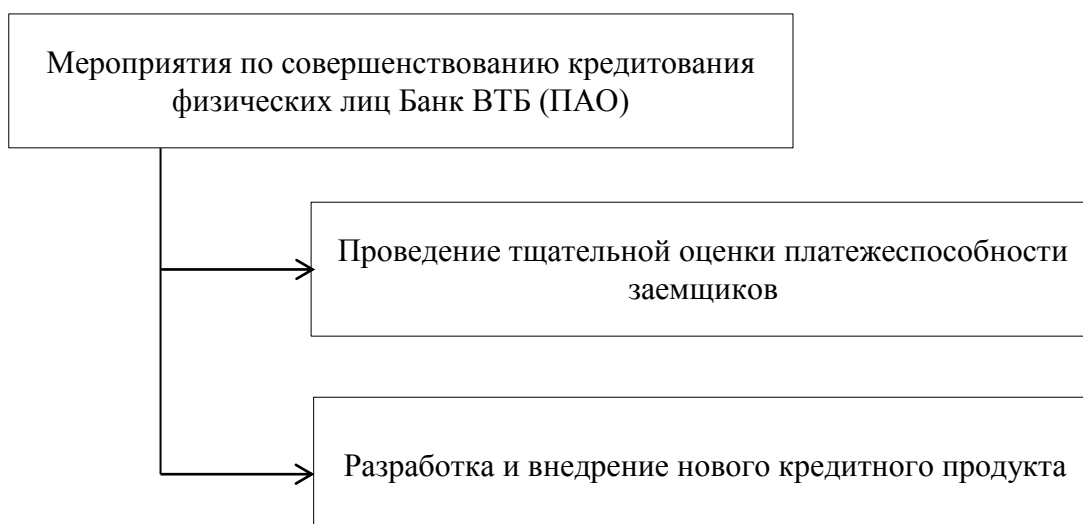 Мероприятия по совершенствованию кредитования
физических лиц Банк ВТБ (ПАО)
Проведение тщательной оценки платежеспособности
заемщиков
Разработка и внедрение нового кредитного продукта